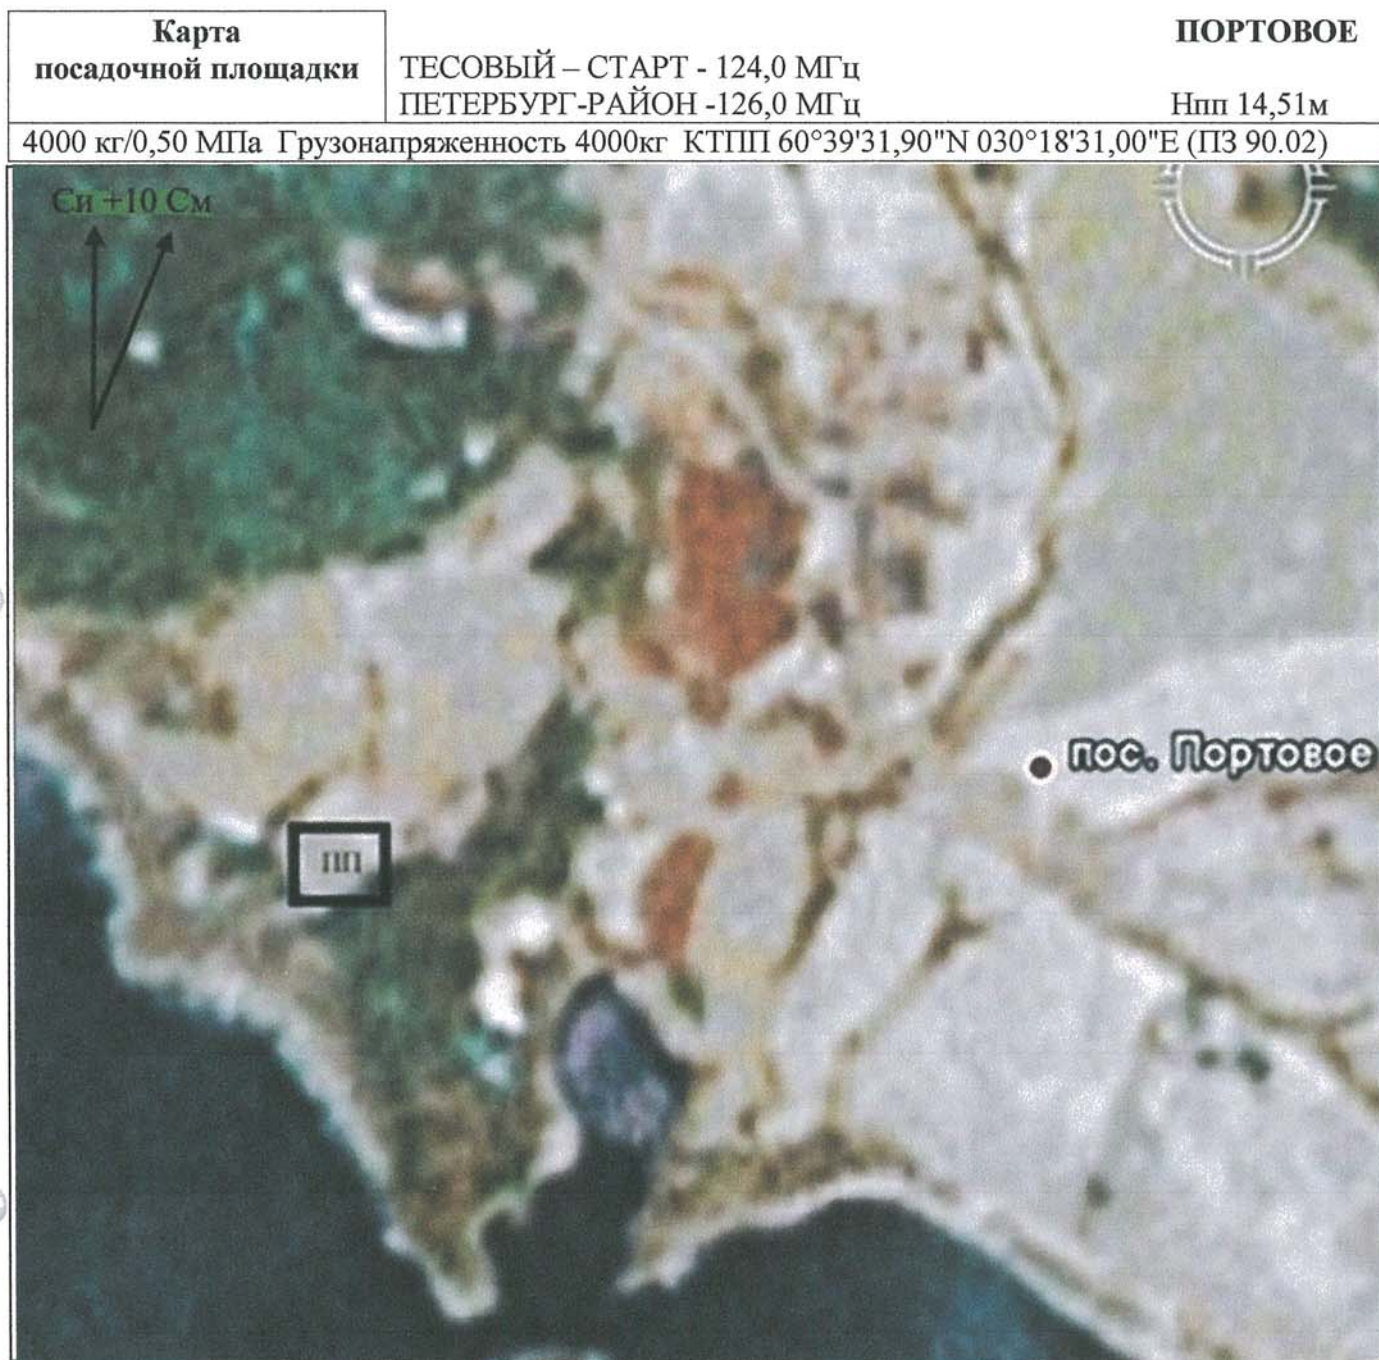 Карта
посадочной площадки
ТЕСОВЫЙ – СТАРТ - 124,0 МГц
ПЕТЕРБУРГ-РАЙОН -126,0 МГц
ПОРТОВОЕ
Нпп 14,51м
4000 кг/0,50 МПа Грузонапряженность 4000кг КТПП 60°39'31,90"N 030°18'31,00"E (ПЗ 90.02)
Си +10 См
пос. Портовое
пп